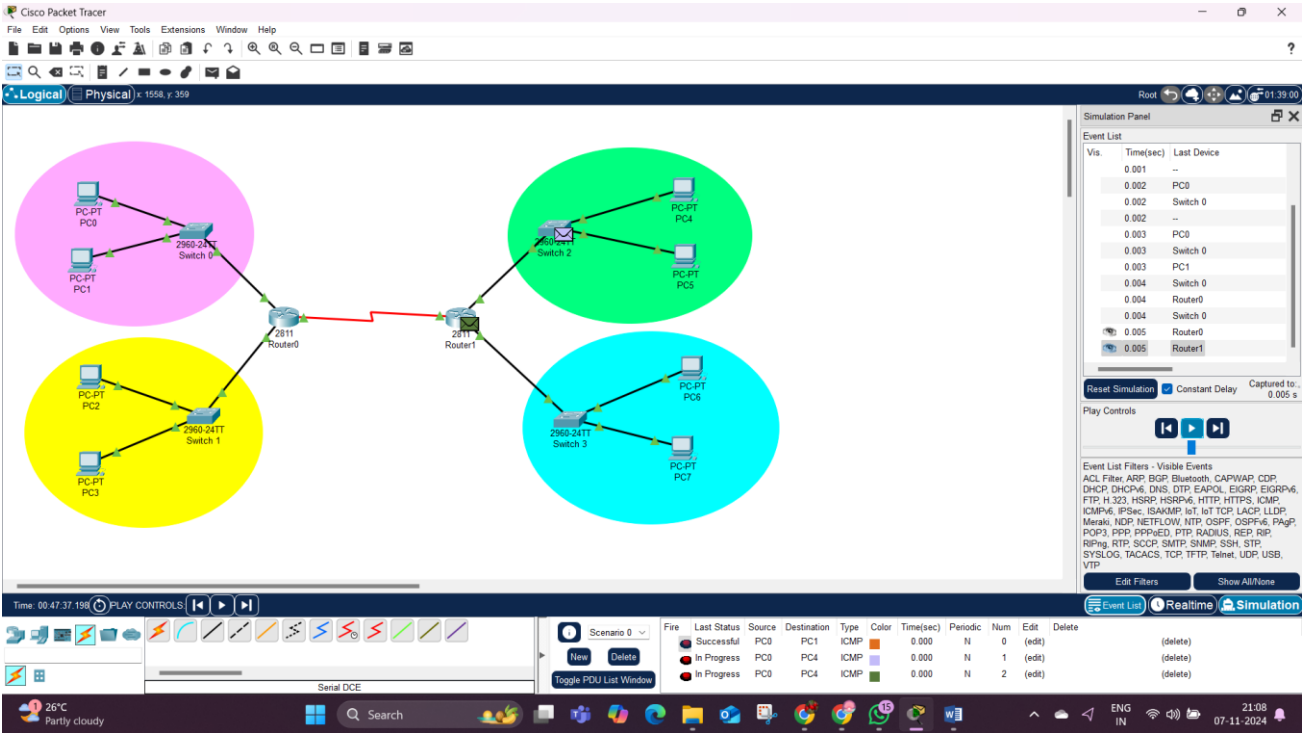 Cisco Packet Tracer
File Edit Options View Tools Extensions Window Help
?
Logical Physical x: 1558, y: 359
Root 01:39:00
PC-PT
PC0
PC-PT
PC1
2960-24TT
Switch 0
PC-PT
PC2
PC-PT
PC3
2960-24TT
Switch 1
2811
Router0
2811
Router1
2960-24TT
Switch 2
PC-PT
PC4
PC-PT
PC5
2960-24TT
Switch 3
PC-PT
PC6
PC-PT
PC7
Simulation Panel
Event List
Vis. Time(sec) Last Device
0.001 --
0.002 PC0
0.002 Switch 0
0.002 --
0.003 PC0
0.003 Switch 0
0.003 PC1
0.004 Switch 0
0.004 Router0
0.004 Switch 0
0.005 Router0
0.005 Router1
Reset Simulation Constant Delay Captured to:
0.005 s
Play Controls
Event List Filters - Visible Events
ACL Filter, ARP, BGP, Bluetooth, CAPWAP, CDP,
DHCP, DHCPv6, DNS, DTP, EAPOL, EIGRP, EIGRPv6,
FTP, H.323, HSRP, HSRPv6, HTTP, HTTPS, ICMP,
ICMPv6, IPSec, ISAKMP, IoT, IoT TCP, LACP, LLDP,
Meraki, NDP, NETFLOW, NTP, OSPF, OSPFv6, PAgP,
POP3, PPP, PPPoED, PTP, RADIUS, REP, RIP,
RIPng, RTP, SCCP, SMTP, SNMP, SSH, STP,
SYSLOG, TACACS, TCP, TFTP, Telnet, UDP, USB,
VTP
Edit Filters Show All/None
Time: 00:47:37.198 PLAY CONTROLS:
Event List Realtime Simulation
Serial DCE
Scenario 0
New Delete
Toggle PDU List Window
Fire Last Status Source Destination Type Color Time(sec) Periodic Num Edit Delete
Successful PC0 PC1 ICMP 0.000 N 0 (edit) (delete)
In Progress PC0 PC4 ICMP 0.000 N 1 (edit) (delete)
In Progress PC0 PC4 ICMP 0.000 N 2 (edit) (delete)
1
26°C
Partly cloudy
Search
15
ENG
IN
21:08
07-11-2024